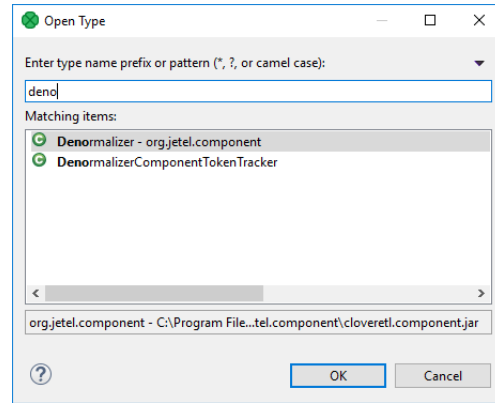 Open Type
Enter type name prefix or pattern (*, ?, or camel case):
deno
Matching items:
Denormalizer - org.jetel.component
DenormalizerComponentTokenTracker
org.jetel.component - C:\Program File...tel.component\cloveretl.component.jar
OK
Cancel